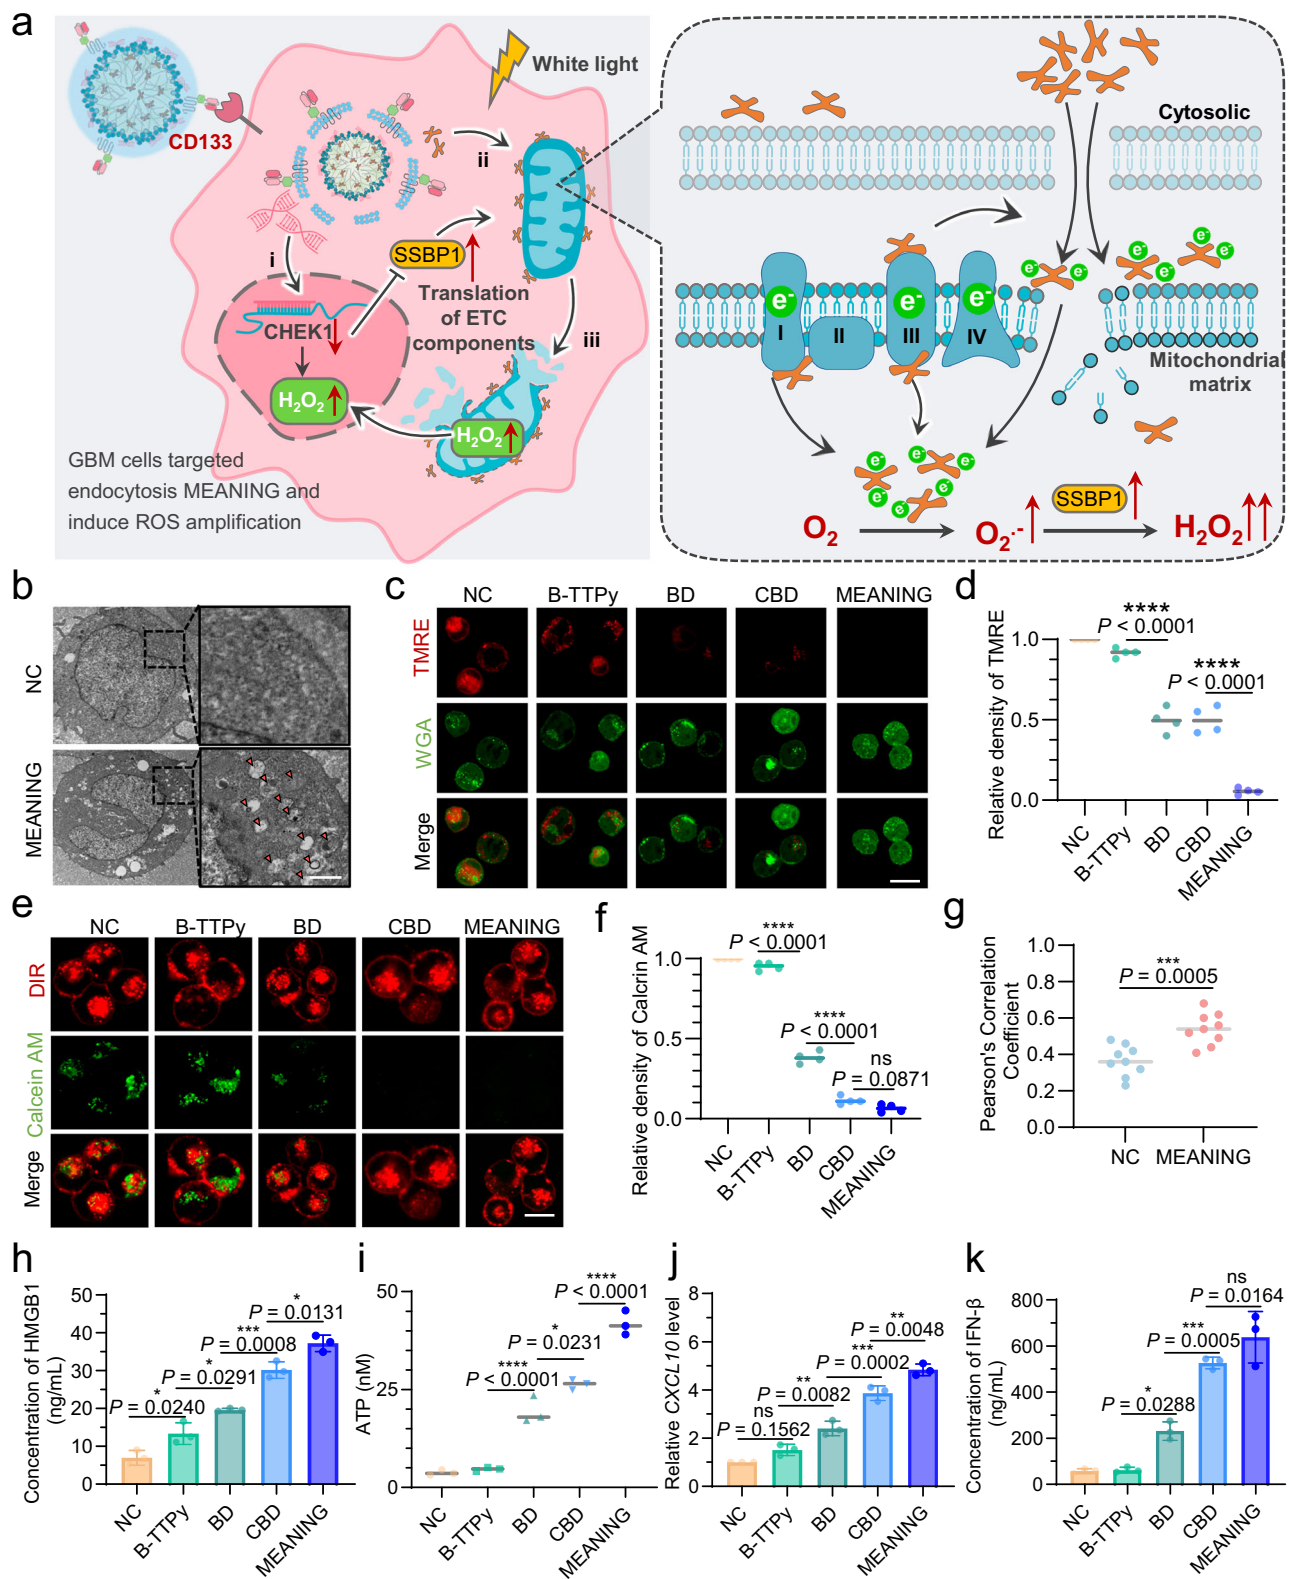 a
White light
CD133
ii
i
SSBP1
Translation
of ETC
components
CHEK1
iii
H₂O₂
H₂O₂
GBM cells targeted
endocytosis MEANING and
induce ROS amplification
Cytosolic
e⁻
e⁻
e⁻
e⁻
e⁻
e⁻
e⁻
e⁻
e⁻
I
II
III
IV
Mitochondrial
matrix
e⁻
e⁻
e⁻
e⁻
e⁻
e⁻
SSBP1
O₂
O₂·⁻
H₂O₂
b
NC
MEANING
c
NC
B-TTPy
BD
CBD
MEANING
TMRE
WGA
Merge
d
Relative density of TMRE
1.0
0.5
0.0
****
P < 0.0001
****
P < 0.0001
NC
B-TTPy
BD
CBD
MEANING
e
NC
B-TTPy
BD
CBD
MEANING
DIR
Calcein AM
Merge
f
Relative density of Calcrin AM
1.0
0.5
0.0
****
P < 0.0001
****
P < 0.0001
ns
P = 0.0871
NC
B-TTPy
BD
CBD
MEANING
g
Pearson's Correlation
Coefficient
1.0
0.8
0.6
0.4
0.2
0.0
***
P = 0.0005
NC
MEANING
h
Concentration of HMGB1
(ng/mL)
50
40
30
20
10
0
*
P = 0.0131
***
P = 0.0008
*
P = 0.0291
*
P = 0.0240
NC
B-TTPy
BD
CBD
MEANING
i
ATP (nM)
50
25
0
****
P < 0.0001
*
P = 0.0231
****
P < 0.0001
NC
B-TTPy
BD
CBD
MEANING
j
Relative CXCL10 level
8
6
4
2
0
**
P = 0.0048
***
P = 0.0002
**
P = 0.0082
ns
P = 0.1562
NC
B-TTPy
BD
CBD
MEANING
k
Concentration of IFN-β
(ng/mL)
800
600
400
200
0
ns
P = 0.0164
***
P = 0.0005
*
P = 0.0288
NC
B-TTPy
BD
CBD
MEANING